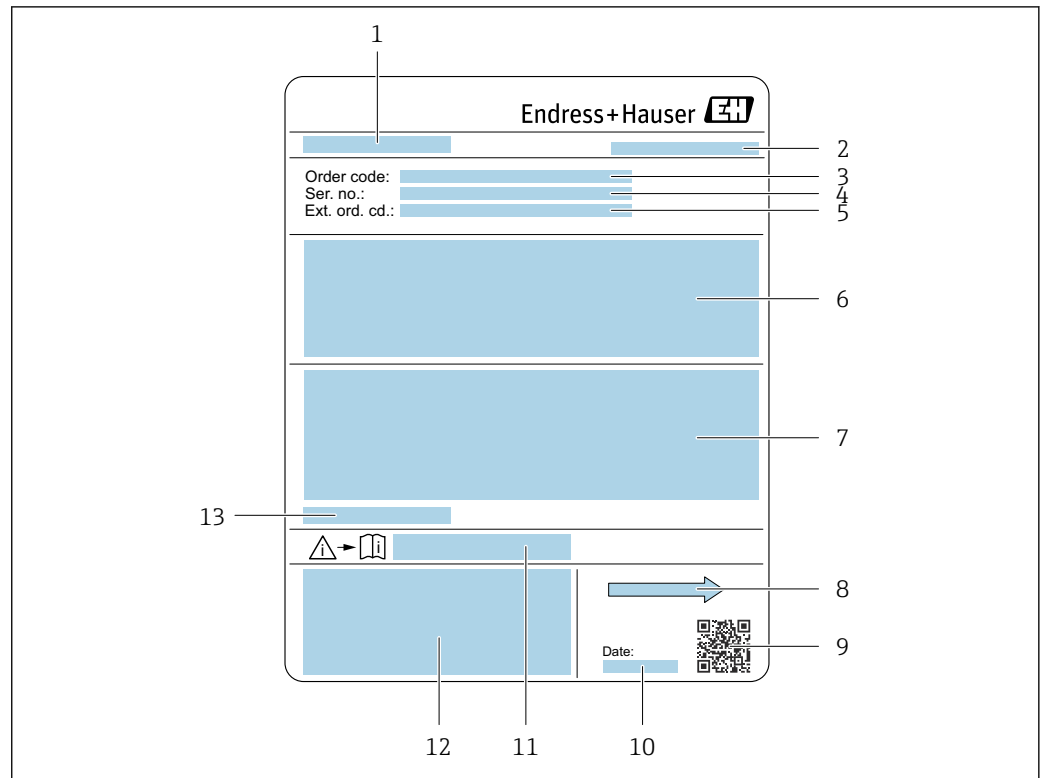 1
Endress+Hauser EH
2
Order code:
3
Ser. no.:
4
Ext. ord. cd.:
5
6
7
13
i i
8
9
Date:
12
11
10